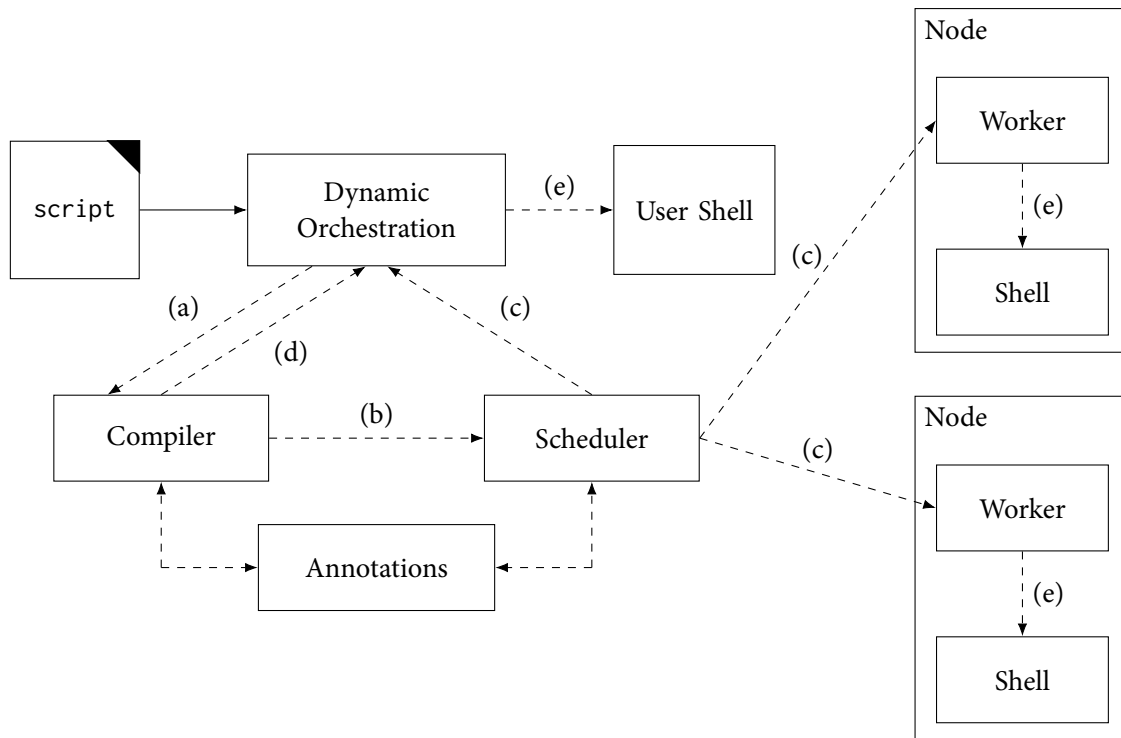 Node
Worker
(e)
Shell
script
Dynamic
Orchestration
(e)
User Shell
(c)
(a)
(d)
(c)
Compiler
(b)
Scheduler
Annotations
(c)
Node
Worker
(e)
Shell